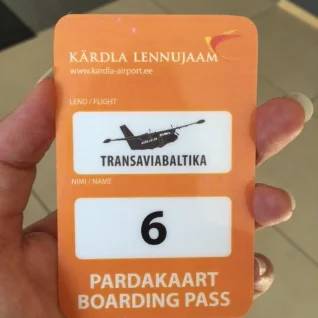 KÄRDLA LENNUJAAM
www.kardla-airport.ee
LEND / FLIGHT
TRANSAVIABALTIKA
NIMI / NAME
6
PARDAKAART
BOARDING PASS